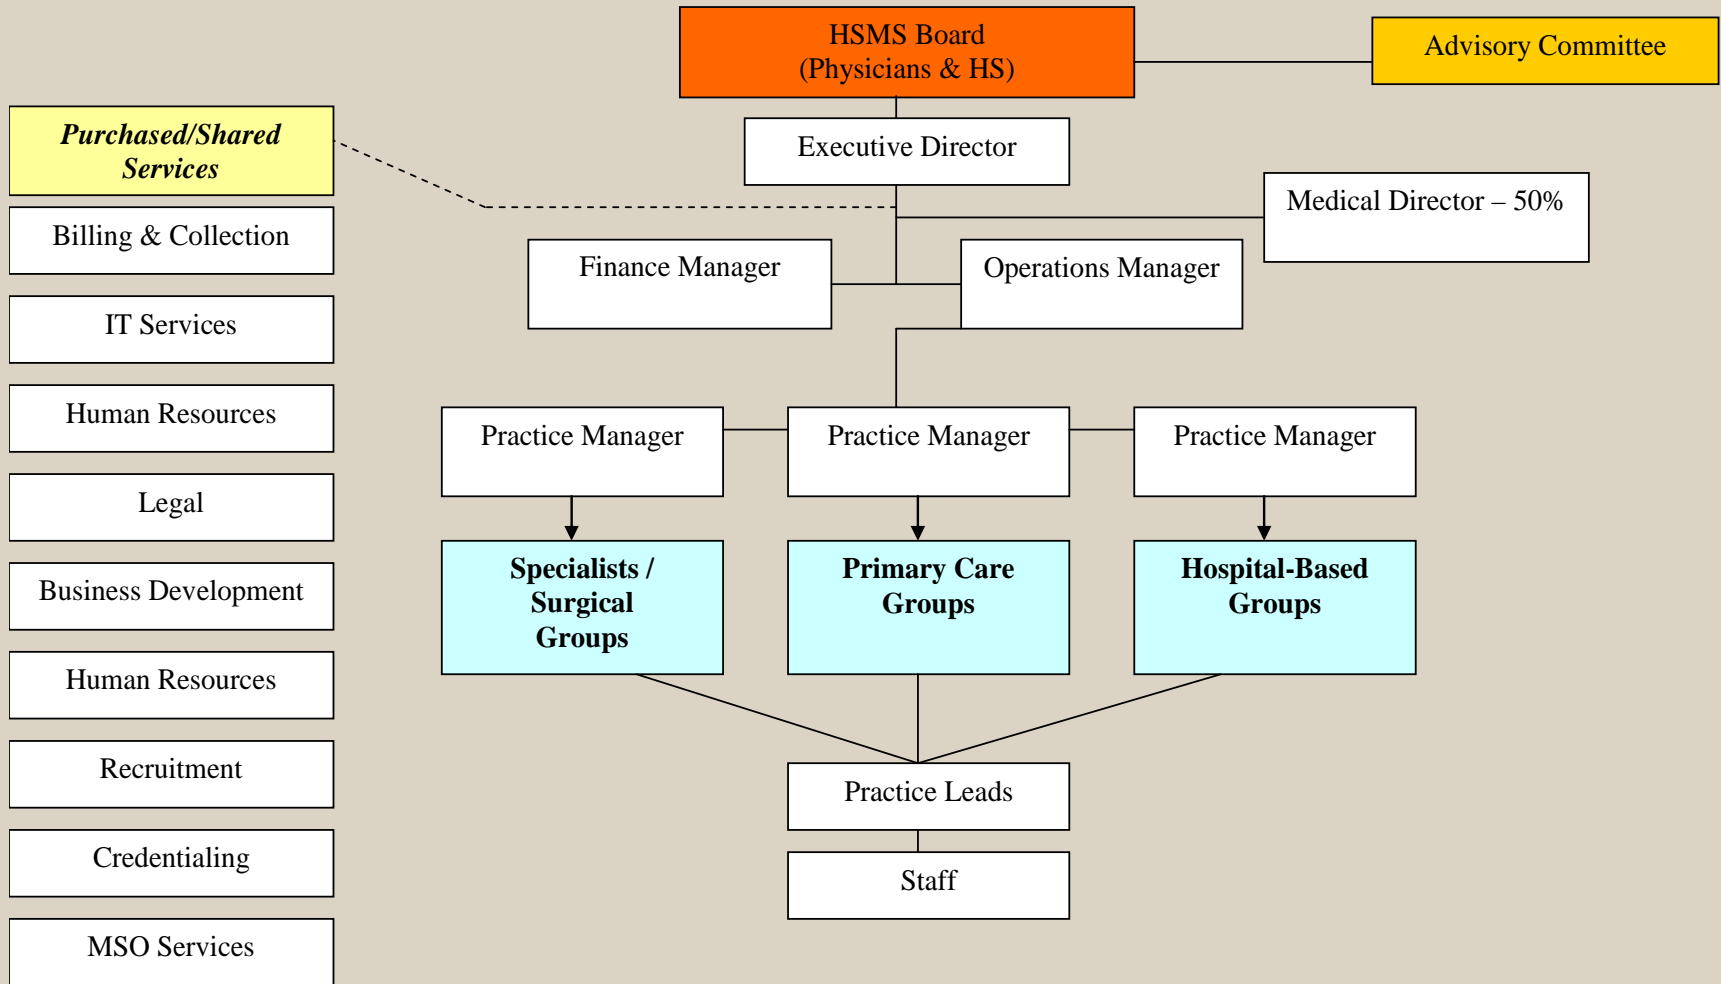 HSMS Board
(Physicians & HS)
Advisory Committee
Executive Director
Medical Director – 50%
Finance Manager
Operations Manager
Practice Manager
Practice Manager
Practice Manager
Specialists /
Surgical
Groups
Primary Care
Groups
Hospital-Based
Groups
Practice Leads
Staff
Purchased/Shared
Services
Billing & Collection
IT Services
Human Resources
Legal
Business Development
Human Resources
Recruitment
Credentialing
MSO Services